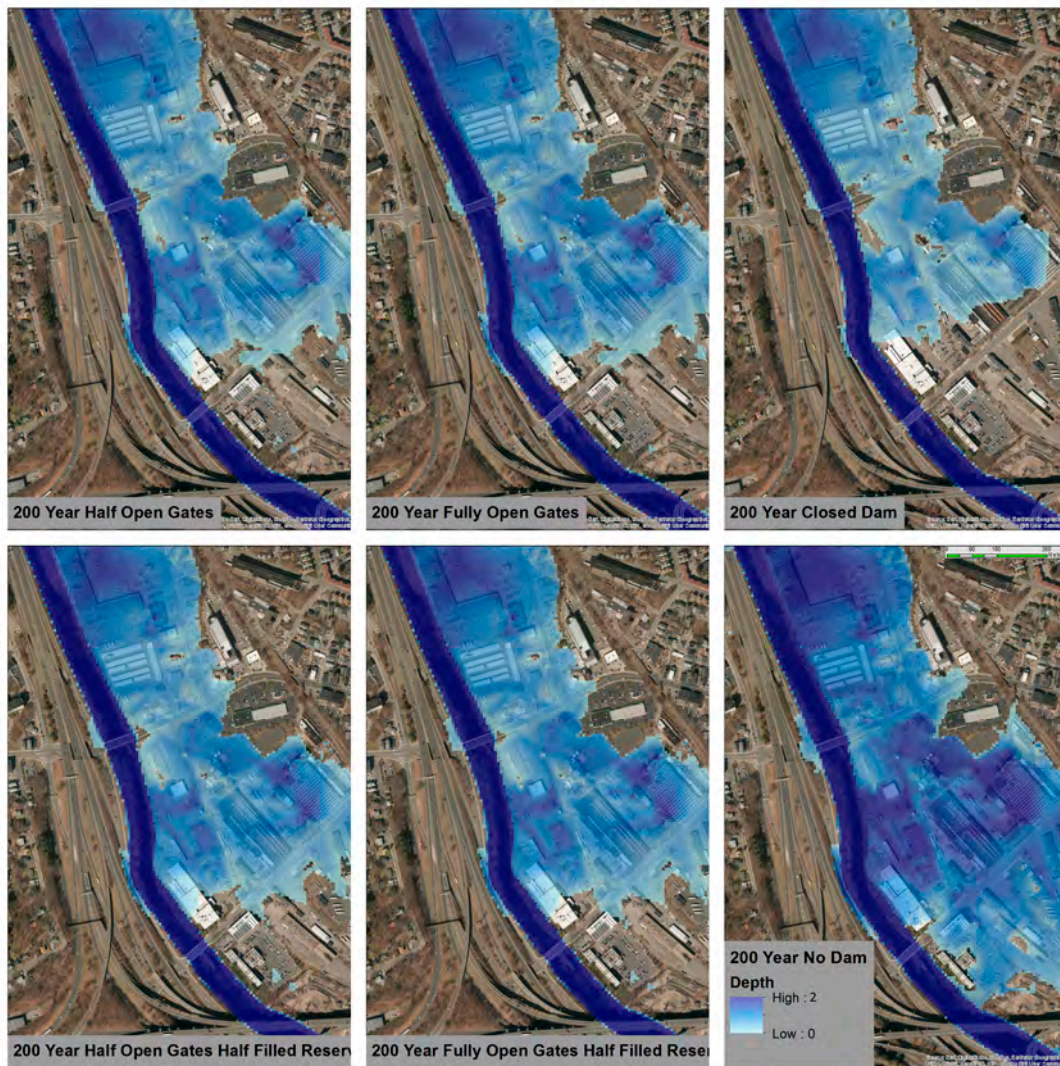 200 Year Half Open Gates
200 Year Fully Open Gates
200 Year Closed Dam
200 Year Half Open Gates Half Filled Reserv
200 Year Fully Open Gates Half Filled Reser
200 Year No Dam
Depth
High : 2
Low : 0